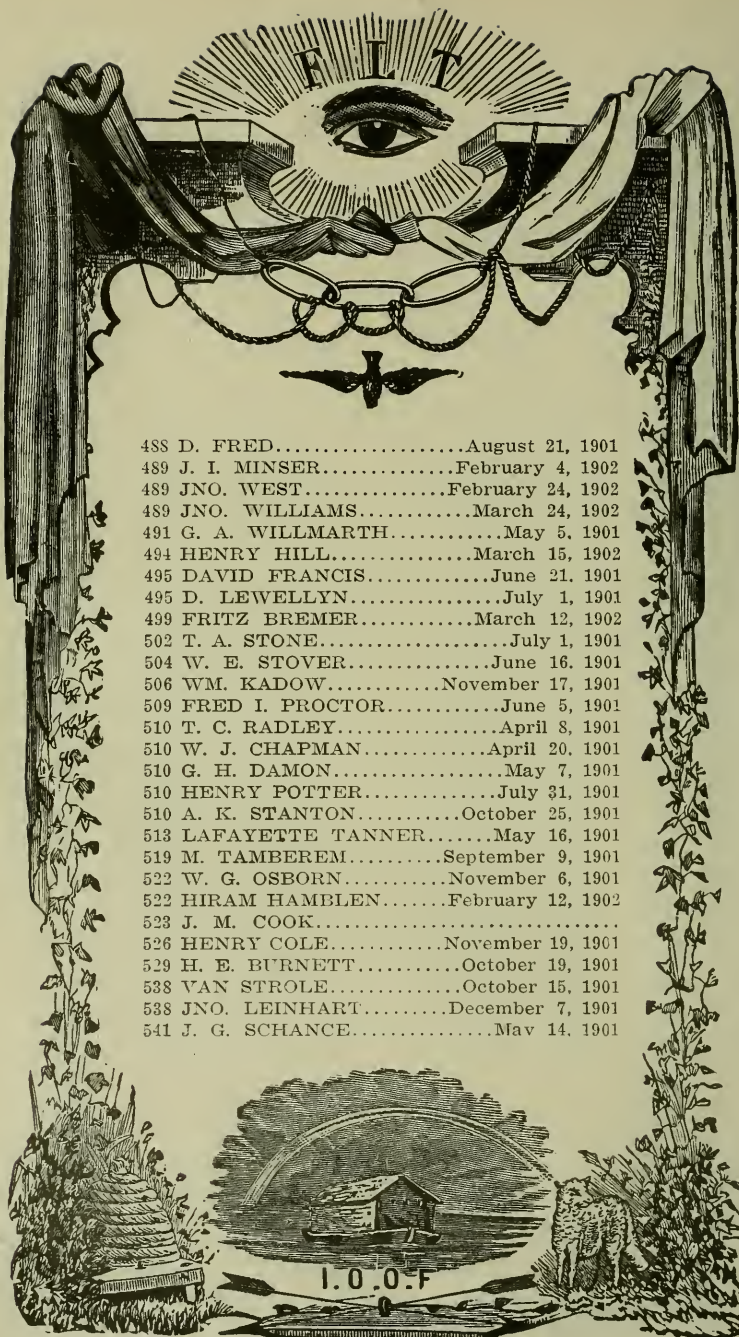 F L T
488 D. FRED.....................August 21, 1901
489 J. I. MINSER..............February 4, 1902
489 JNO. WEST...............February 24, 1902
489 JNO. WILLIAMS............March 24, 1902
491 G. A. WILLMARTH............May 5, 1901
494 HENRY HILL...............March 15, 1902
495 DAVID FRANCIS.............June 21. 1901
495 D. LEWELLYN................July 1, 1901
499 FRITZ BREMER............March 12, 1902
502 T. A. STONE...................July 1, 1901
504 W. E. STOVER...............June 16. 1901
506 WM. KADOW...........November 17, 1901
509 FRED I. PROCTOR............June 5, 1901
510 T. C. RADLEY................April 8, 1901
510 W. J. CHAPMAN.............April 20, 1901
510 G. H. DAMON.................May 7, 1901
510 HENRY POTTER.............July 31, 1901
510 A. K. STANTON...........October 25, 1901
513 LAFAYETTE TANNER.......May 16, 1901
519 M. TAMBEREM..........September 9, 1901
522 W. G. OSBORN...........November 6, 1901
522 HIRAM HAMBLEN.......February 12, 1902
523 J. M. COOK.................................
526 HENRY COLE...........November 19, 1901
529 H. E. BURNETT...........October 19, 1901
538 VAN STROLE..............October 15, 1901
538 JNO. LEINHART.........December 7, 1901
541 J. G. SCHANCE...............May 14. 1901
I.O.O.F